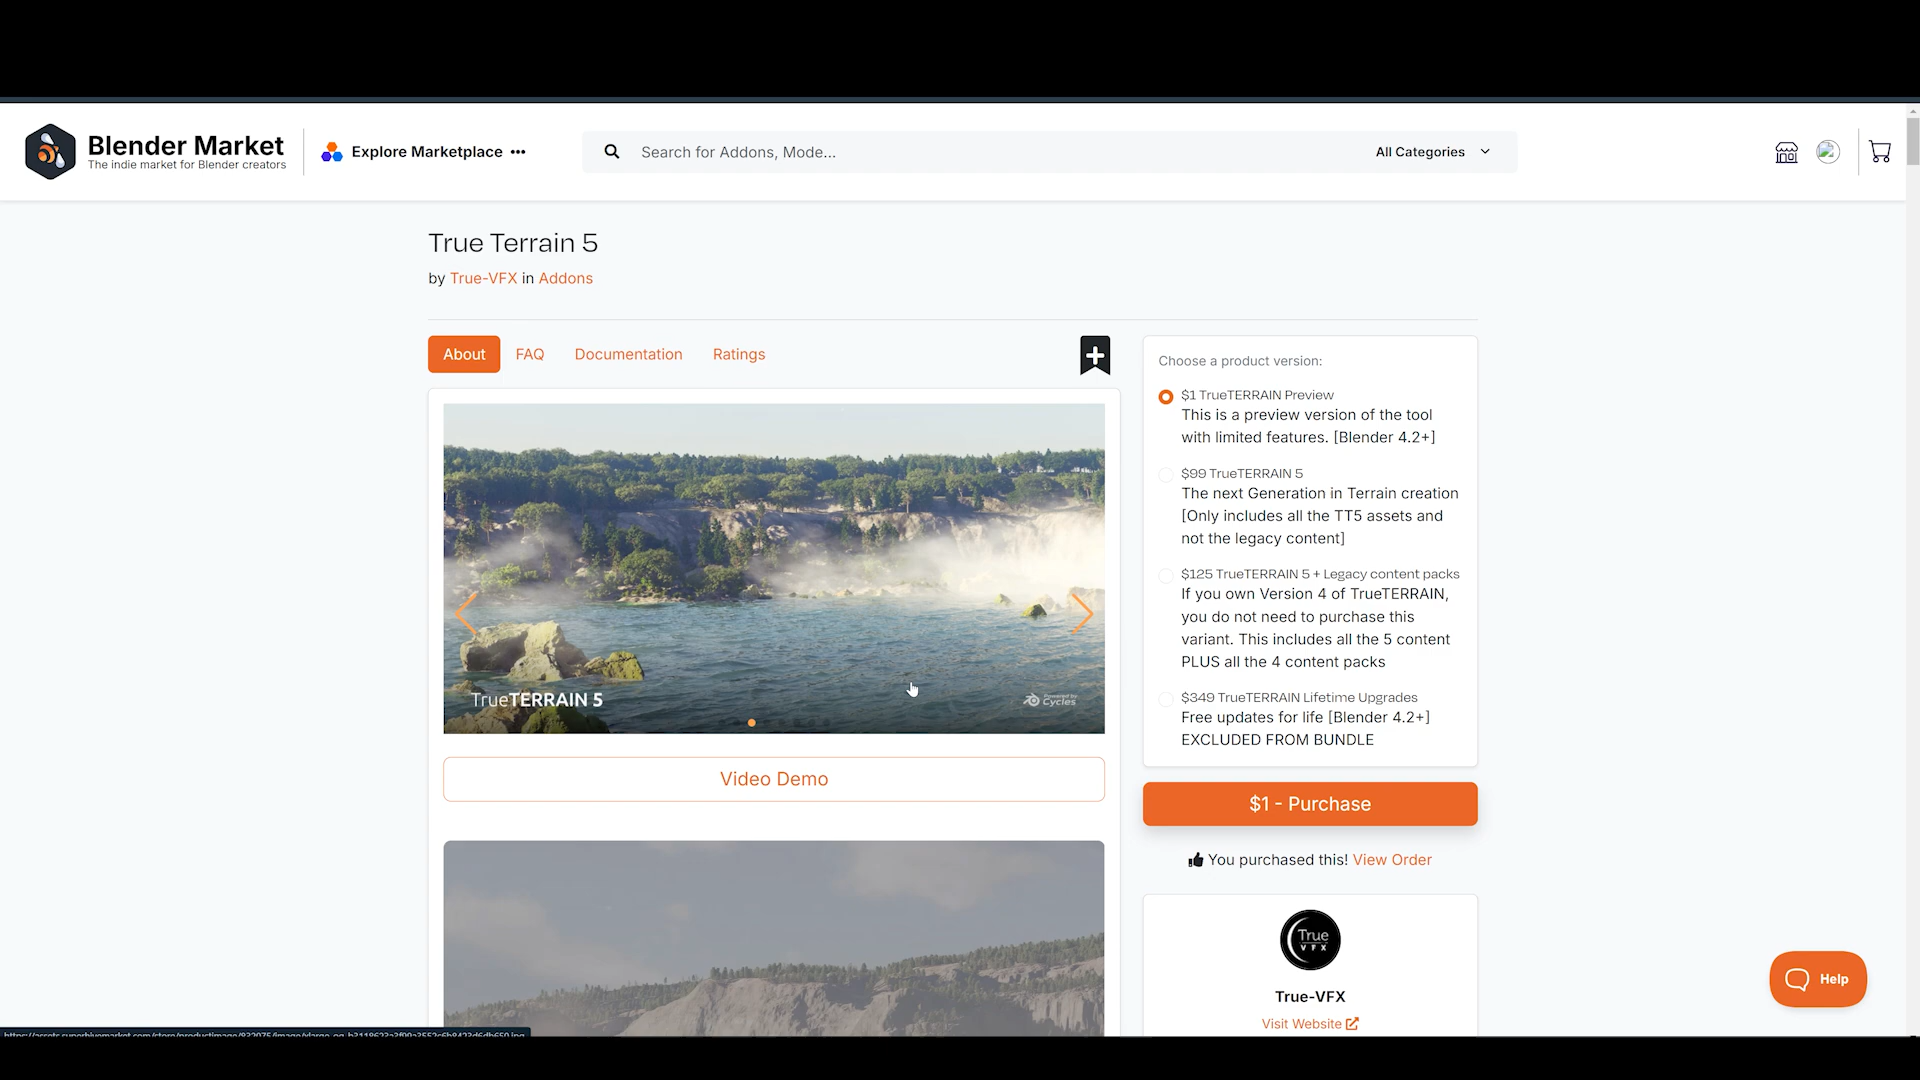 Blender Market
The indie market for Blender creators
Explore Marketplace •••
Search for Addons, Mode...
All Categories
True Terrain 5
by True-VFX in Addons
About
FAQ
Documentation
Ratings
TrueTERRAIN 5
Powered by
Cycles
Video Demo
Choose a product version:
$1 TrueTERRAIN Preview
This is a preview version of the tool
with limited features. [Blender 4.2+]
$99 TrueTERRAIN 5
The next Generation in Terrain creation
[Only includes all the TT5 assets and
not the legacy content]
$125 TrueTERRAIN 5 + Legacy content packs
If you own Version 4 of TrueTERRAIN,
you do not need to purchase this
variant. This includes all the 5 content
PLUS all the 4 content packs
$349 TrueTERRAIN Lifetime Upgrades
Free updates for life [Blender 4.2+]
EXCLUDED FROM BUNDLE
$1 - Purchase
You purchased this! View Order
True
VFX
True-VFX
Visit Website
Help